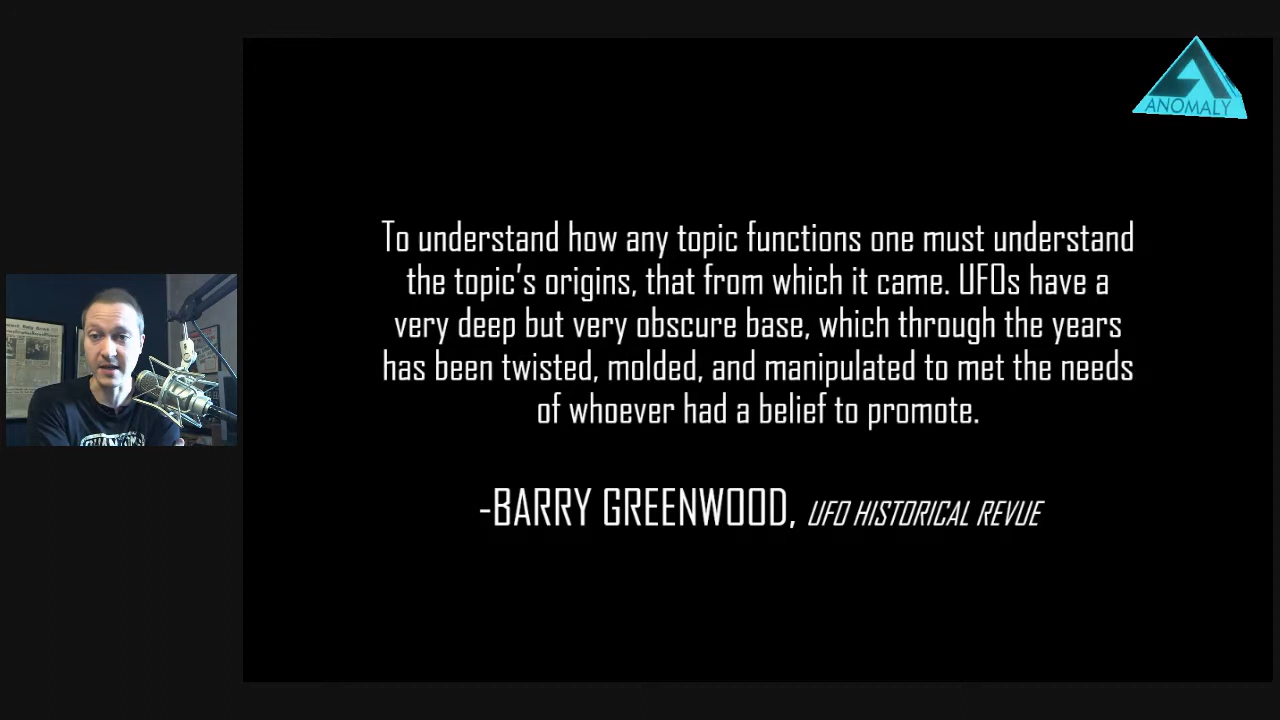 ANOMALY
To understand how any topic functions one must understand
the topic's origins, that from which it came. UFOs have a
very deep but very obscure base, which through the years
has been twisted, molded, and manipulated to met the needs
of whoever had a belief to promote.
-BARRY GREENWOOD, UFO HISTORICAL REVUE